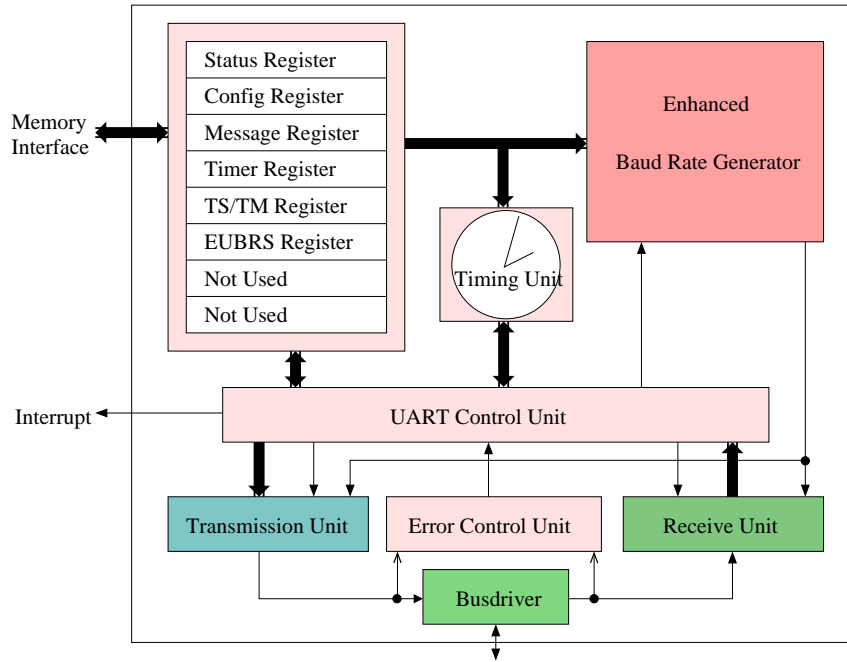 Status Register
Config Register
Message Register
Timer Register
TS/TM Register
EUBRS Register
Not Used
Not Used
Memory
Interface
Enhanced
Baud Rate Generator
Timing Unit
Interrupt
UART Control Unit
Transmission Unit
Error Control Unit
Receive Unit
Busdriver